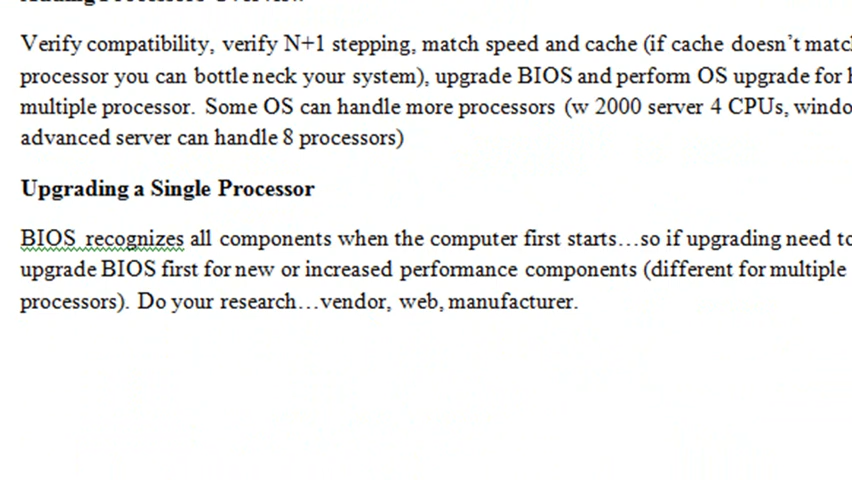 Verify compatibility, verify N+1 stepping, match speed and cache (if cache doesn't
processor you can bottle neck your system), upgrade BIOS and perform OS upgrade for
multiple processor. Some OS can handle more processors (w 2000 server 4 CPUs,
advanced server can handle 8 processors)
Upgrading a Single Processor
BIOS recognizes all components when the computer first starts…so if upgrading need to
upgrade BIOS first for new or increased performance components (different for multiple
processors). Do your research…vendor, web, manufacturer.